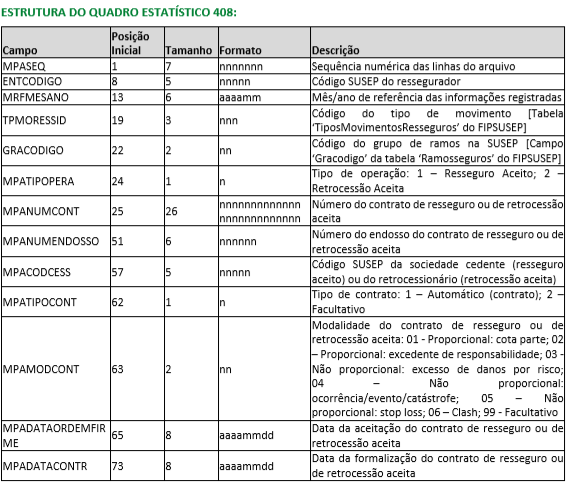 ESTRUTURA DO QUADRO ESTATÍSTICO 408:
Campo Posição Inicial Tamanho Formato Descrição
MPASEQ 1 7 nnnnnnn Sequência numérica das linhas do arquivo
ENTCODIGO 8 5 nnnnn Código SUSEP do ressegurador
MRFMESANO 13 6 aaaamm Mês/ano de referência das informações registradas
TPMORESSID 19 3 nnn Código do tipo de movimento [Tabela
'TiposMovimentosResseguros' do FIPSUSEP]
GRACODIGO 22 2 nn Código do grupo de ramos na SUSEP [Campo
'Gracodigo' da tabela 'Ramosseguros' do FIPSUSEP]
MPATIPOPERA 24 1 n Tipo de operação: 1 – Resseguro Aceito; 2 –
Retrocessão Aceita
MPANUMCONT 25 26 nnnnnnnnnnnnn
nnnnnnnnnnnnn
Número do contrato de resseguro ou de retrocessão
aceita
MPANUMENDOSSO 51 6 nnnnnn Número do endosso do contrato de resseguro ou de
retrocessão aceita
MPACODCESS 57 5 nnnnn Código SUSEP da sociedade cedente (resseguro
aceito) ou do retrocessionário (retrocessão aceita)
MPATIPOCONT 62 1 n Tipo de contrato: 1 – Automático (contrato); 2 –
Facultativo
MPAMODCONT 63 2 nn Modalidade do contrato de resseguro ou de
retrocessão aceita: 01 - Proporcional: cota parte; 02
– Proporcional: excedente de responsabilidade; 03 -
Não proporcional: excesso de danos por risco;
04 – Não proporcional:
ocorrência/evento/catástrofe; 05 – Não
proporcional: stop loss; 06 – Clash; 99 - Facultativo
MPADATAORDEMFI
RME
65 8 aaaammdd Data da aceitação do contrato de resseguro ou de
retrocessão aceita
MPADATACONTR 73 8 aaaammdd Data da formalização do contrato de resseguro ou
de retrocessão aceita